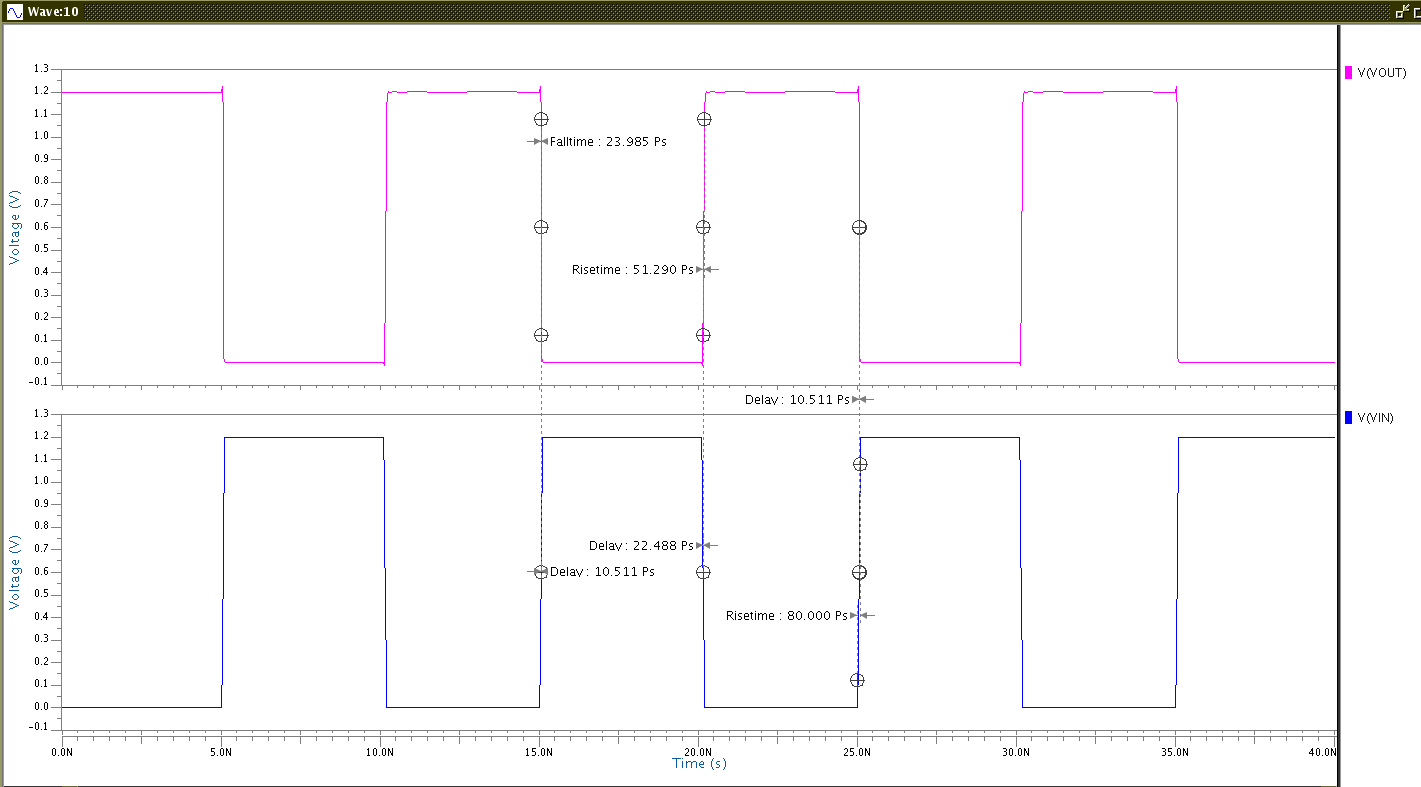 Wave:10
V(VOUT)
1.3
1.2
1.1
1.0
0.9
0.8
0.7
0.6
0.5
0.4
0.3
0.2
0.1
0.0
-0.1
Voltage (V)
Falltime : 23.985 Ps
Risetime : 51.290 Ps
Delay : 10.511 Ps
V(VIN)
1.3
1.2
1.1
1.0
0.9
0.8
0.7
0.6
0.5
0.4
0.3
0.2
0.1
0.0
-0.1
Voltage (V)
Delay : 22.488 Ps
Delay : 10.511 Ps
Risetime : 80.000 Ps
0.0N 5.0N 10.0N 15.0N 20.0N 25.0N 30.0N 35.0N 40.0N
Time (s)